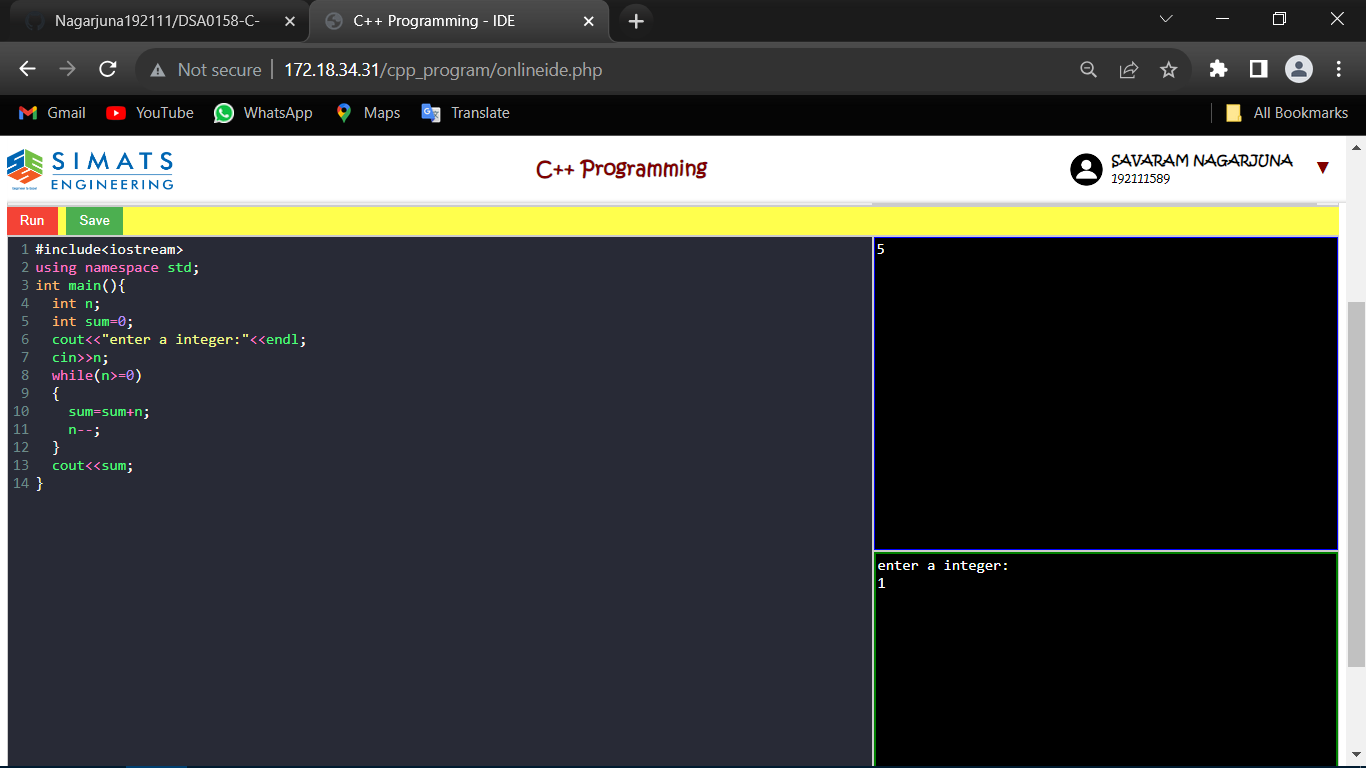 Nagarjuna192111/DSA0158-C-
C++ Programming - IDE
Not secure
172.18.34.31/cpp_program/onlineide.php
Gmail
YouTube
WhatsApp
Maps
Translate
All Bookmarks
SIMATS
ENGINEERING
C++ Programming
SAVARAM NAGARJUNA
192111589
Run
Save
1 #include<iostream>
2 using namespace std;
3 int main(){
4   int n;
5   int sum=0;
6   cout<<"enter a integer:"<<endl;
7   cin>>n;
8   while(n>=0)
9   {
10     sum=sum+n;
11     n--;
12   }
13   cout<<sum;
14 }
5
enter a integer:
1